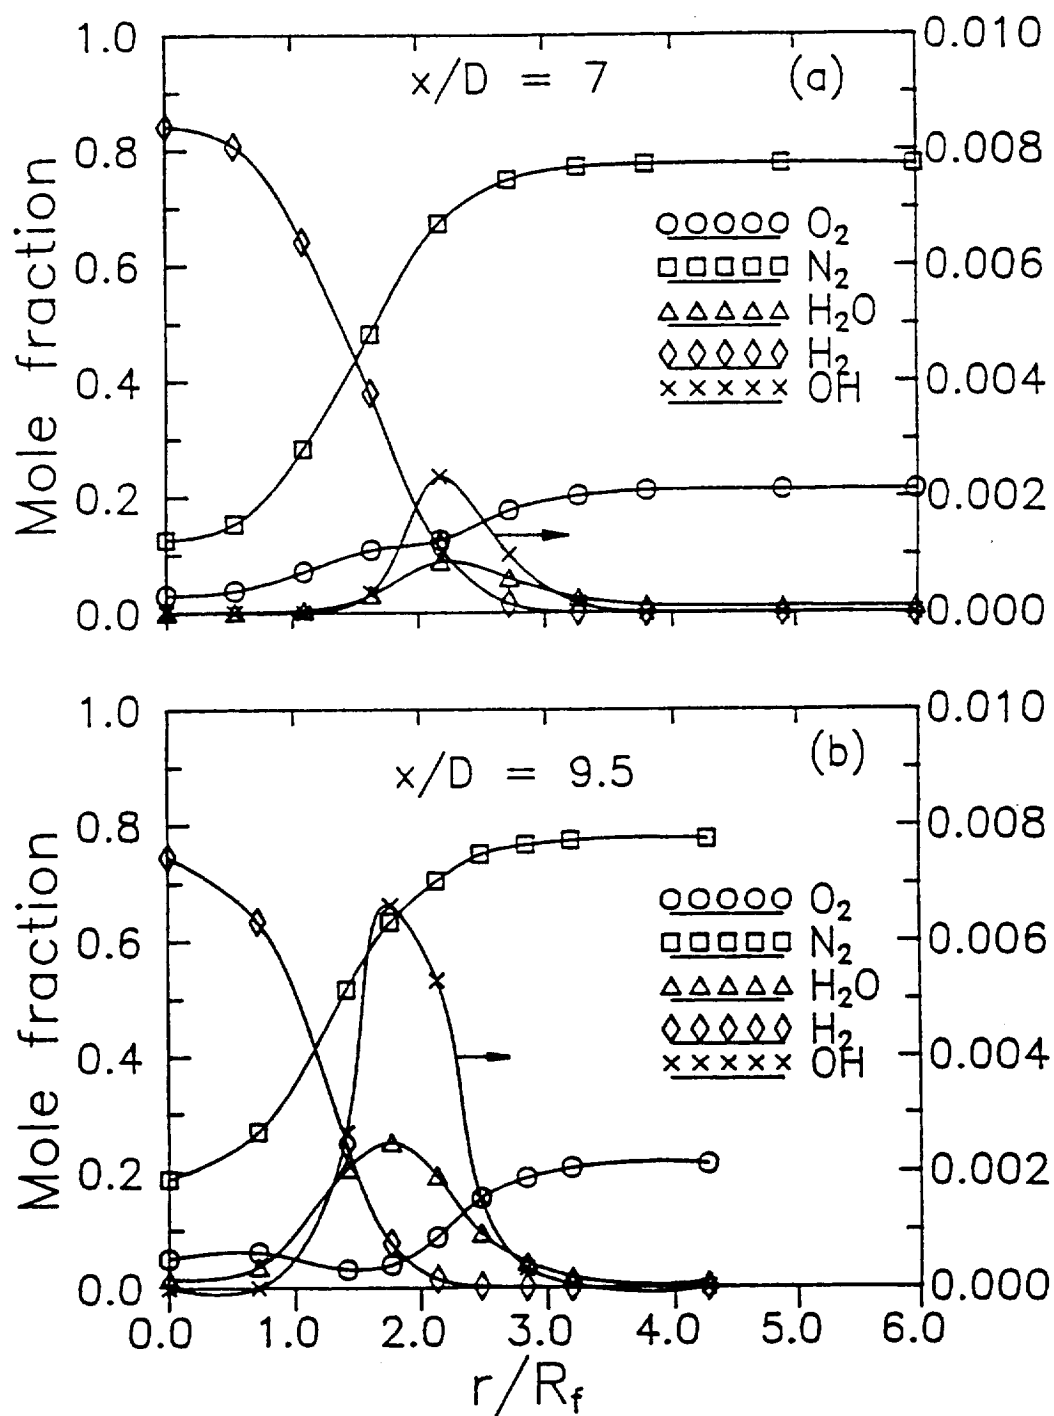 x/D = 7
(a)
Mole fraction
1.0
0.8
0.6
0.4
0.2
0.0
0.010
0.008
0.006
0.004
0.002
0.000
O₂
N₂
H₂O
H₂
OH
x/D = 9.5
(b)
Mole fraction
1.0
0.8
0.6
0.4
0.2
0.0
0.010
0.008
0.006
0.004
0.002
0.000
O₂
N₂
H₂O
H₂
OH
0.0 1.0 2.0 3.0 4.0 5.0 6.0
r/R_f